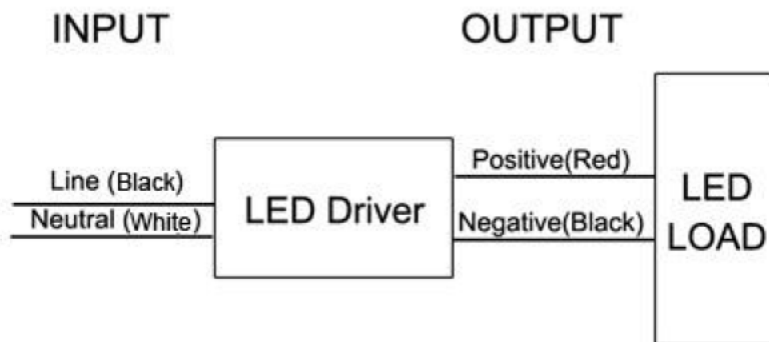 INPUT
OUTPUT
Line (Black)
Neutral (White)
LED Driver
Positive(Red)
Negative(Black)
LED
LOAD